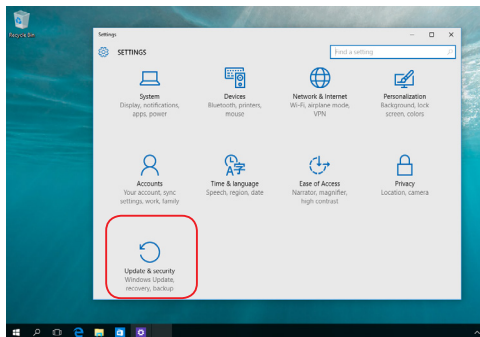 Recycle Bin
Settings
SETTINGS
Find a setting
System
Display, notifications,
apps, power
Devices
Bluetooth, printers,
mouse
Network & Internet
Wi-Fi, airplane mode,
VPN
Personalization
Background, lock
screen, colors
Accounts
Your account, sync
settings, work, family
Time & language
Speech, region, date
Ease of Access
Narrator, magnifier,
high contrast
Privacy
Location, camera
Update & security
Windows Update,
recovery, backup